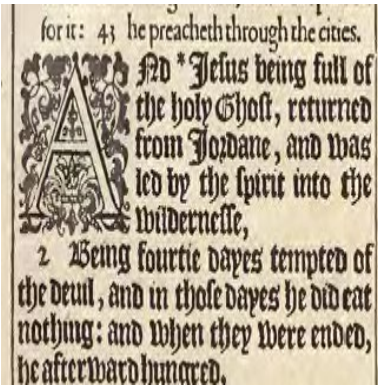 for it: 43 he preacheth through the cities.
AND * Jesus being full of
the holy Ghost, returned
from Jordane, and was
led by the spirit into the
wildernesse,
2 Being fourtie dayes tempted of
the deuil, and in those dayes he did eat
nothing: and when they were ended,
he afterward hungred.